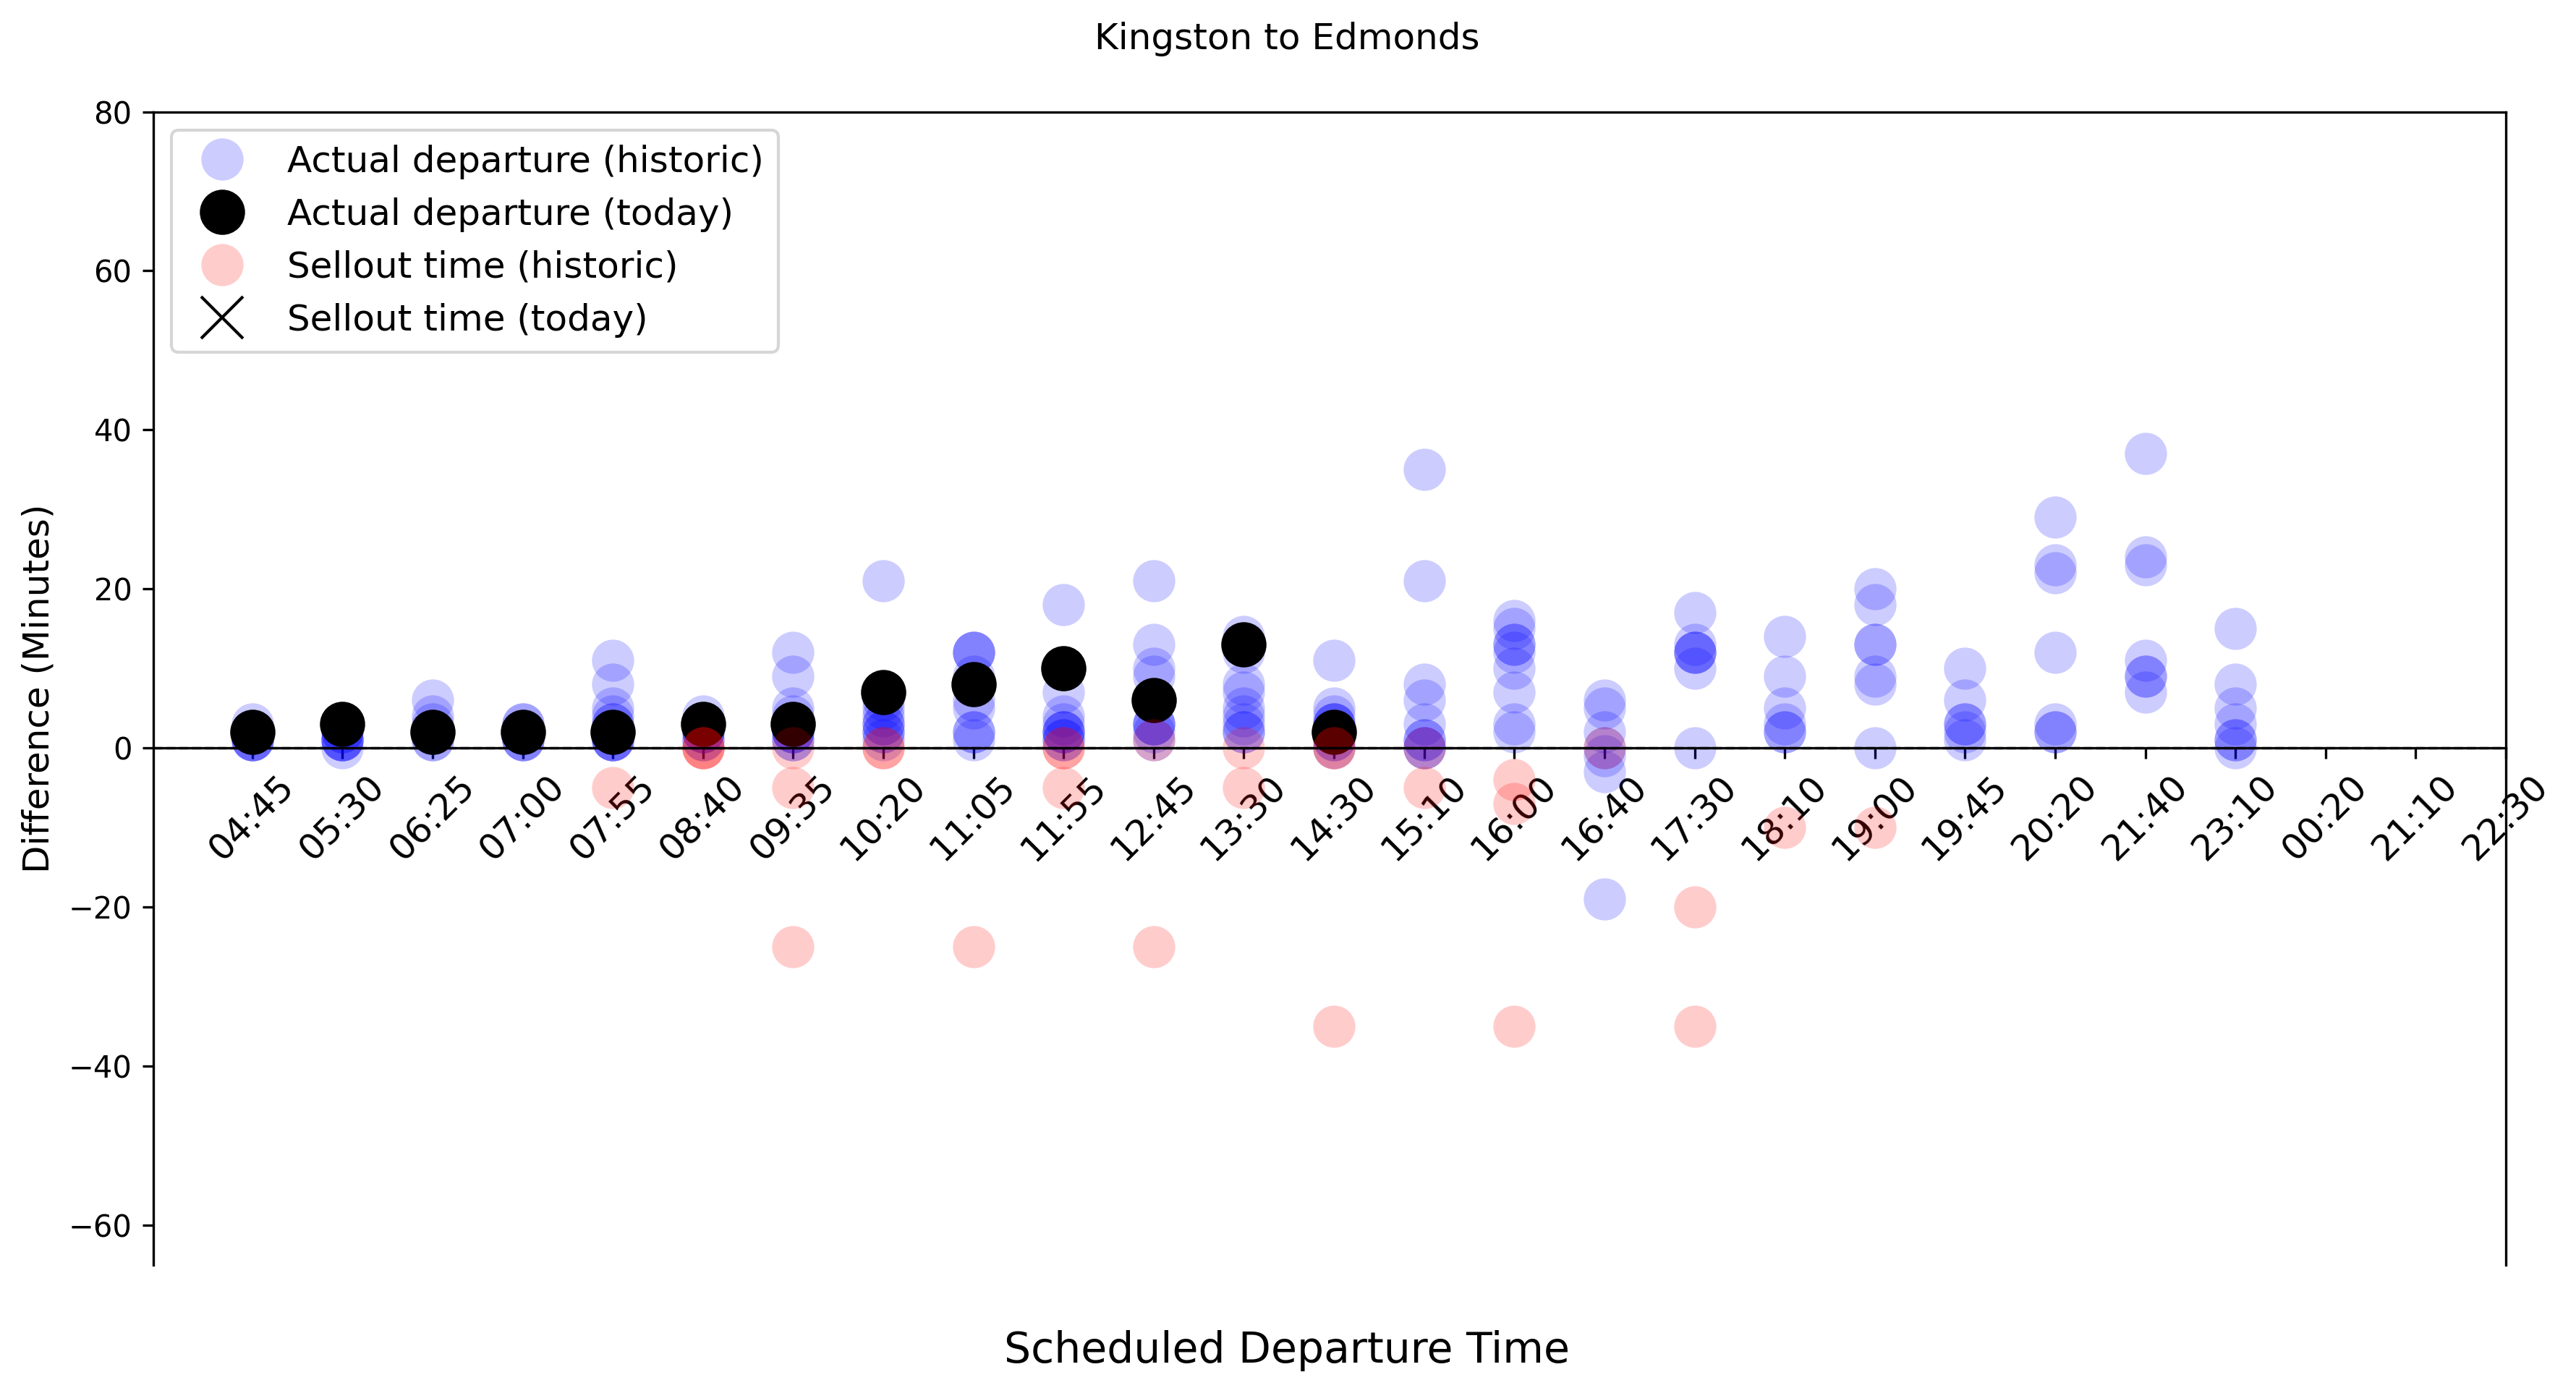 Kingston to Edmonds
Actual departure (historic)
Actual departure (today)
Sellout time (historic)
Sellout time (today)
Difference (Minutes)
80
60
40
20
0
−20
−40
−60
04:45 05:30 06:25 07:00 07:55 08:40 09:35 10:20 11:05 11:55 12:45 13:30 14:30 15:10 16:00 16:40 17:30 18:10 19:00 19:45 20:20 21:40 23:10 00:20 21:10 22:30
Scheduled Departure Time